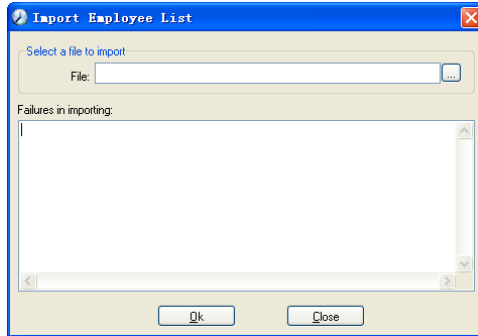 Import Employee List
Select a file to import
File:
...
Failures in importing:
Ok
Close